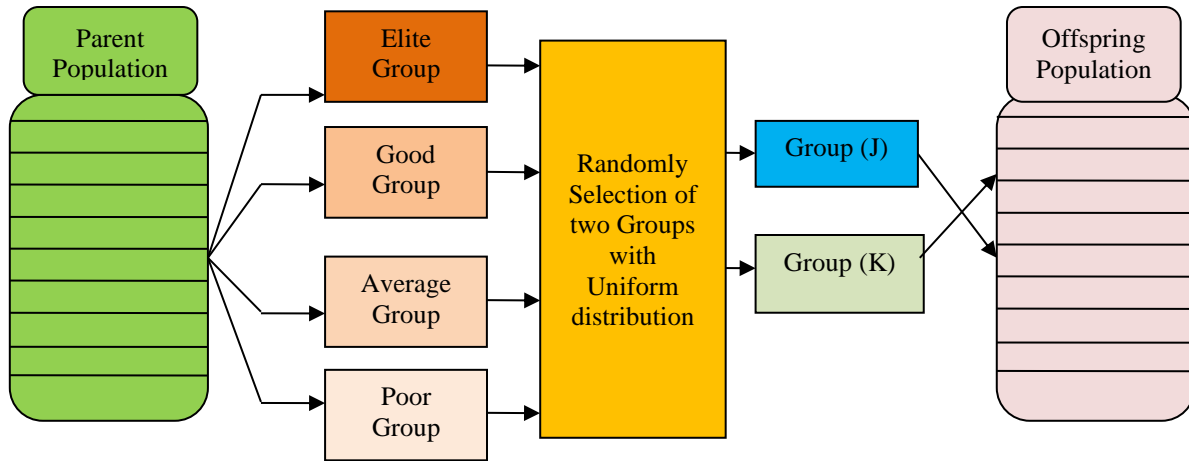 Parent
Population
Elite
Group
Good
Group
Average
Group
Poor
Group
Randomly
Selection of
two Groups
with
Uniform
distribution
Group (J)
Group (K)
Offspring
Population